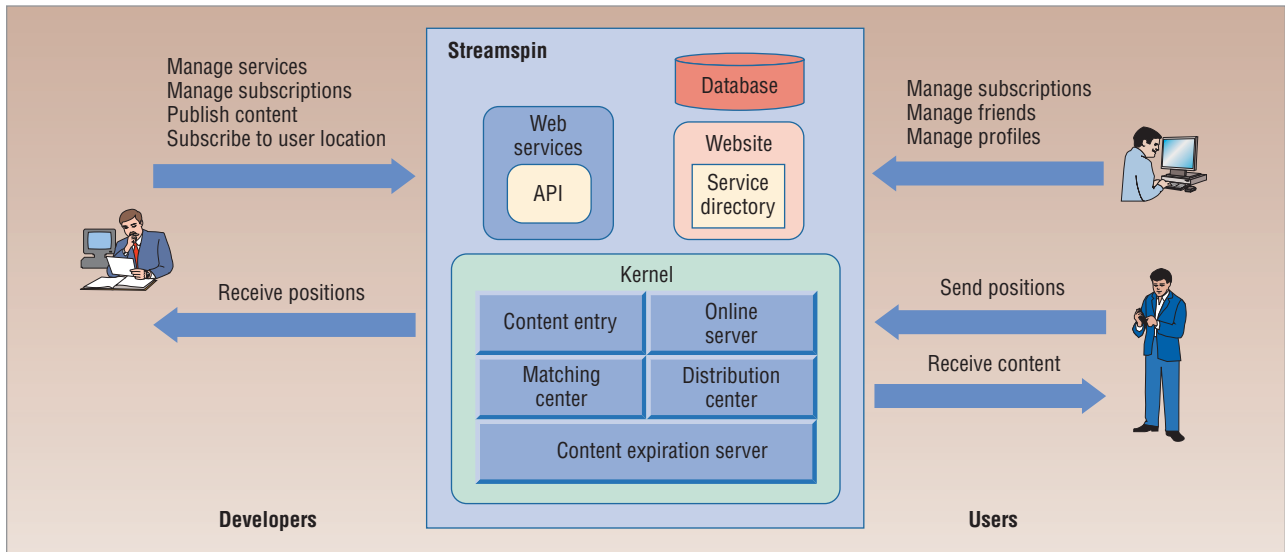 Streamspin
Manage services
Manage subscriptions
Publish content
Subscribe to user location
Receive positions
Developers
Database
Web
services
API
Website
Service
directory
Kernel
Content entry
Online
server
Matching
center
Distribution
center
Content expiration server
Manage subscriptions
Manage friends
Manage profiles
Send positions
Receive content
Users